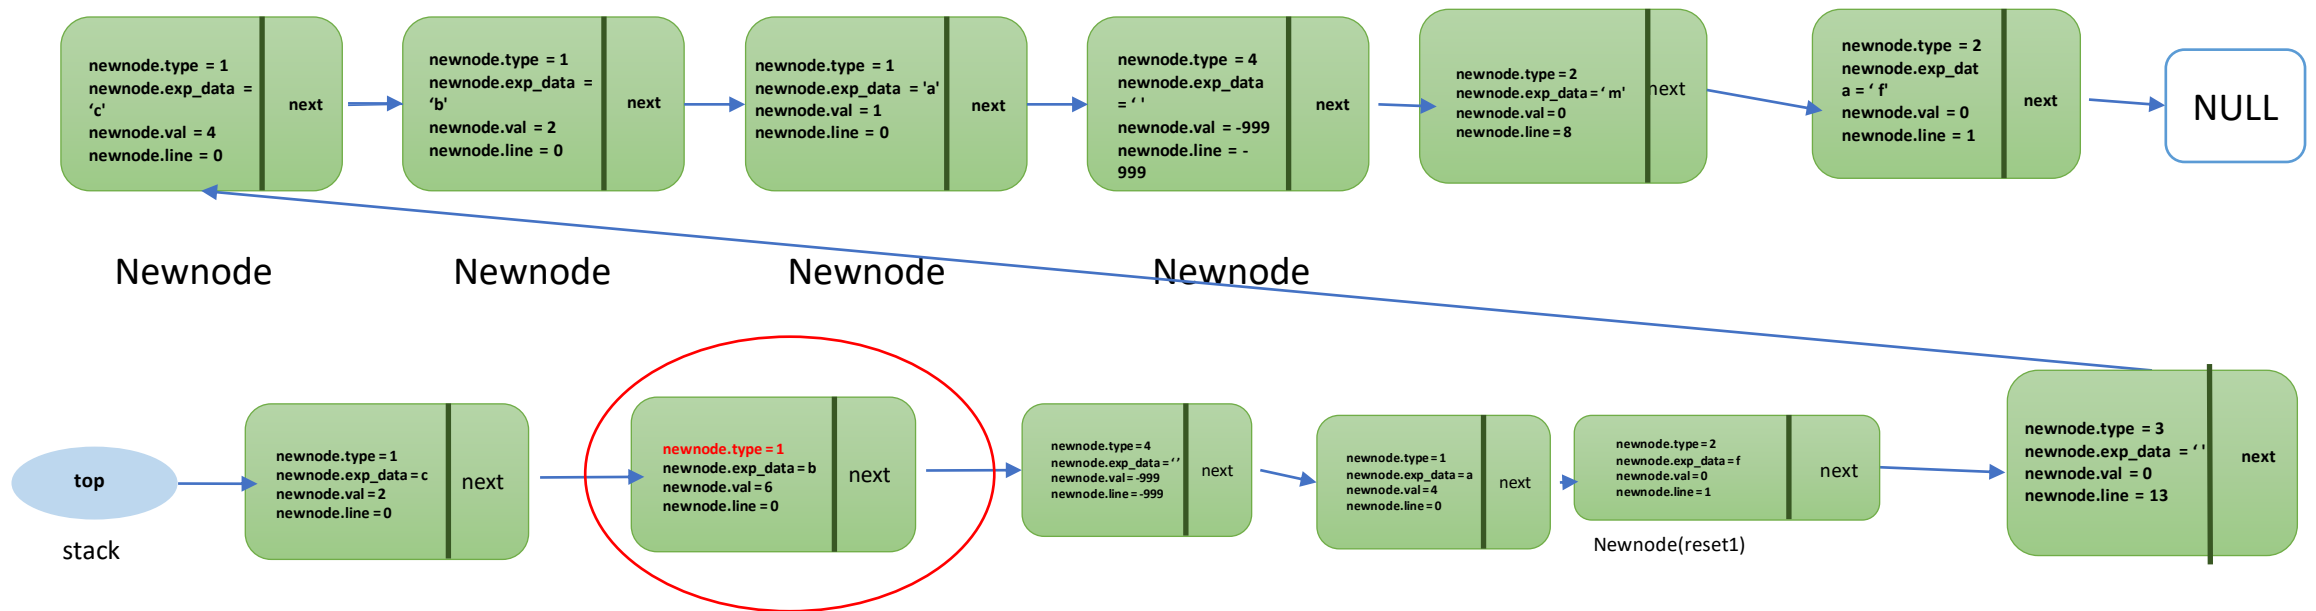 newnode.type = 1
newnode.exp_data =
‘c'
newnode.val = 4
newnode.line = 0
next
newnode.type = 1
newnode.exp_data =
‘b'
newnode.val = 2
newnode.line = 0
next
newnode.type = 1
newnode.exp_data = 'a'
newnode.val = 1
newnode.line = 0
next
newnode.type = 4
newnode.exp_data
= ‘ '
newnode.val = -999
newnode.line = -
999
next
newnode.type = 2
newnode.exp_data = ‘ m'
newnode.val = 0
newnode.line = 8
next
newnode.type = 2
newnode.exp_dat
a = ‘ f'
newnode.val = 0
newnode.line = 1
next
NULL
Newnode
Newnode
Newnode
Newnode
top
stack
newnode.type = 1
newnode.exp_data = c
newnode.val = 2
newnode.line = 0
next
newnode.type = 1
newnode.exp_data = b
newnode.val = 6
newnode.line = 0
next
newnode.type = 4
newnode.exp_data = ‘ ’
newnode.val = -999
newnode.line = -999
next
newnode.type = 1
newnode.exp_data = a
newnode.val = 4
newnode.line = 0
next
newnode.type = 2
newnode.exp_data = f
newnode.val = 0
newnode.line = 1
next
Newnode(reset1)
newnode.type = 3
newnode.exp_data = ‘ '
newnode.val = 0
newnode.line = 13
next